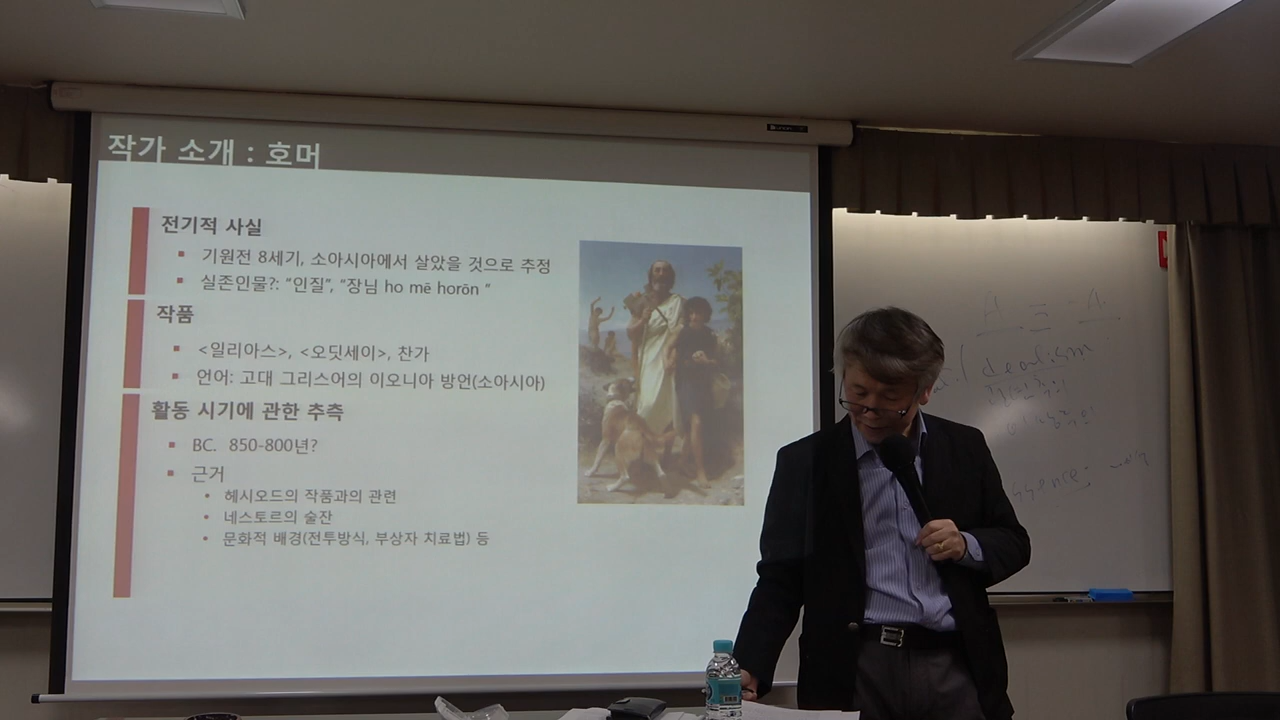 작가 소개 : 호머
전기적 사실
▪ 기원전 8세기, 소아시아에서 살았을 것으로 추정
▪ 실존인물?: “인질”, “장님 ho mē horōn ”
작품
▪ <일리아스>, <오딧세이>, 찬가
▪ 언어: 고대 그리스어의 이오니아 방언(소아시아)
활동 시기에 관한 추측
▪ BC. 850-800년?
▪ 근거
• 헤시오드의 작품과의 관련
• 네스토르의 술잔
• 문화적 배경(전투방식, 부상자 치료법) 등
A Ξ -A.
dealism